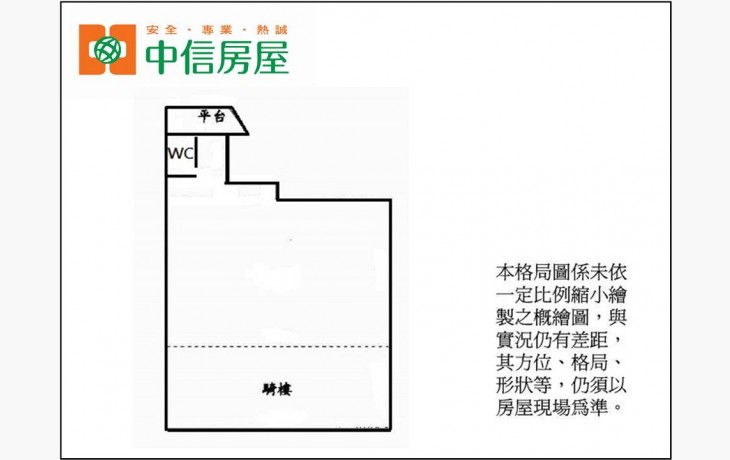 安全・專業・熱誠
中信房屋
平台
WC
騎樓
本格局圖係未依
一定比例縮小繪
製之概繪圖，與
實況仍有差距，
其方位、格局、
形狀等，仍須以
房屋現場為準。